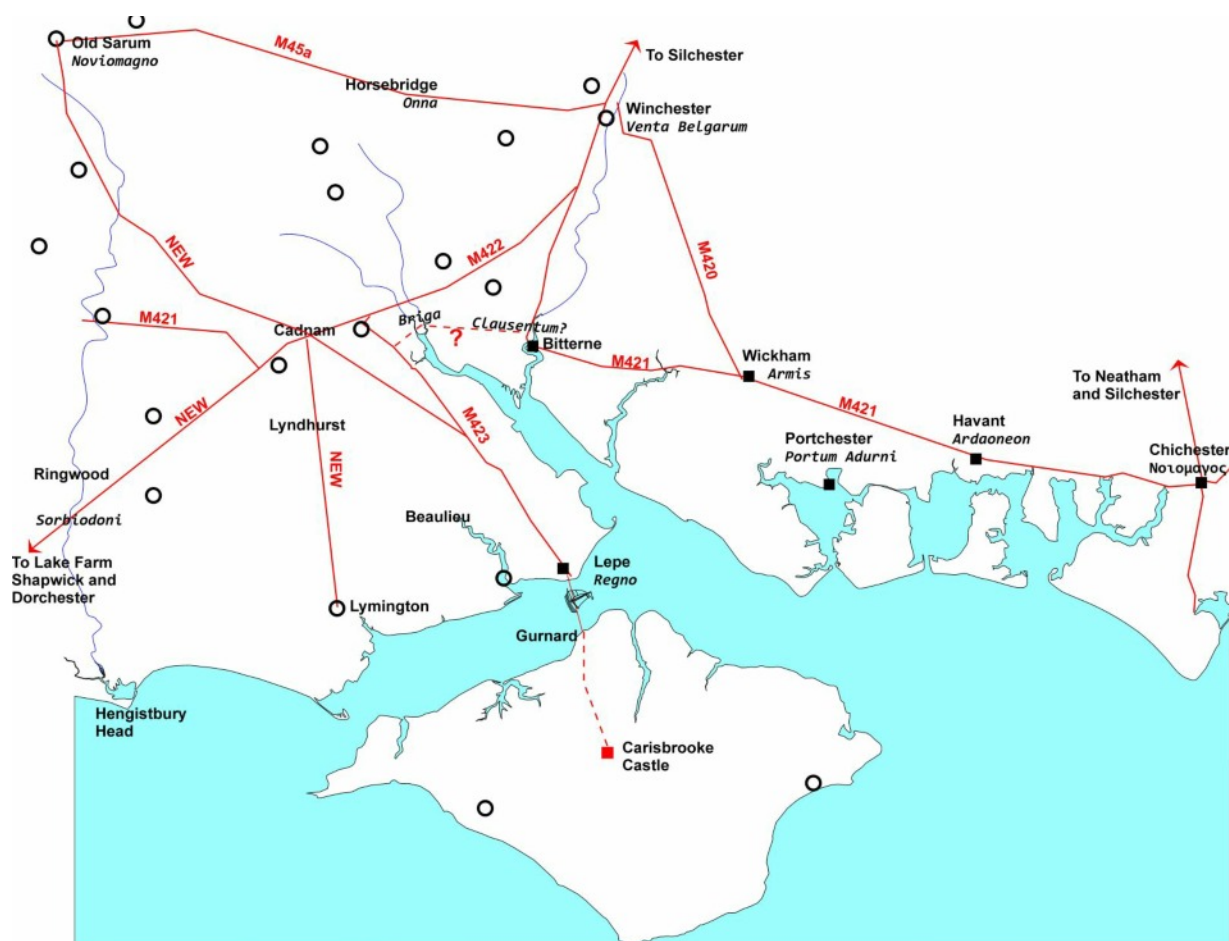 Old Sarum
Noviomagno
M45a
To Silchester
Horsebridge
Onna
Winchester
Venta Belgarum
NEW
M422
M420
M421
Cadnam
Briga
Clausentum?
?
Bitterne
M421
Wickham
Armis
To Neatham
and Silchester
NEW
Lyndhurst
M423
M421
Havant
Ardaoneon
Portchester
Portum Adurni
Chichester
Νοιομαγος
Ringwood
NEW
Sorbiodoni
Beaulieu
To Lake Farm
Shapwick and
Dorchester
Lepe
Regno
Lymington
Gurnard
Hengistbury
Head
Carisbrooke
Castle